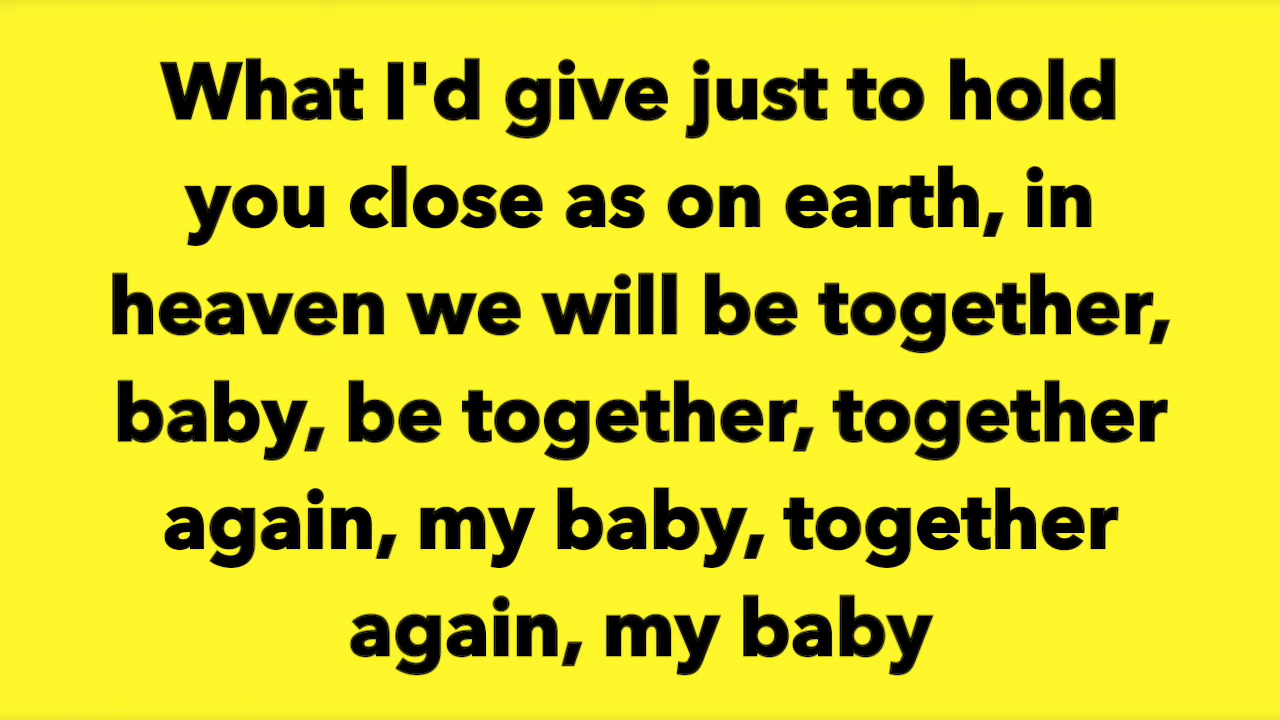 What I'd give just to hold
you close as on earth, in
heaven we will be together,
baby, be together, together
again, my baby, together
again, my baby